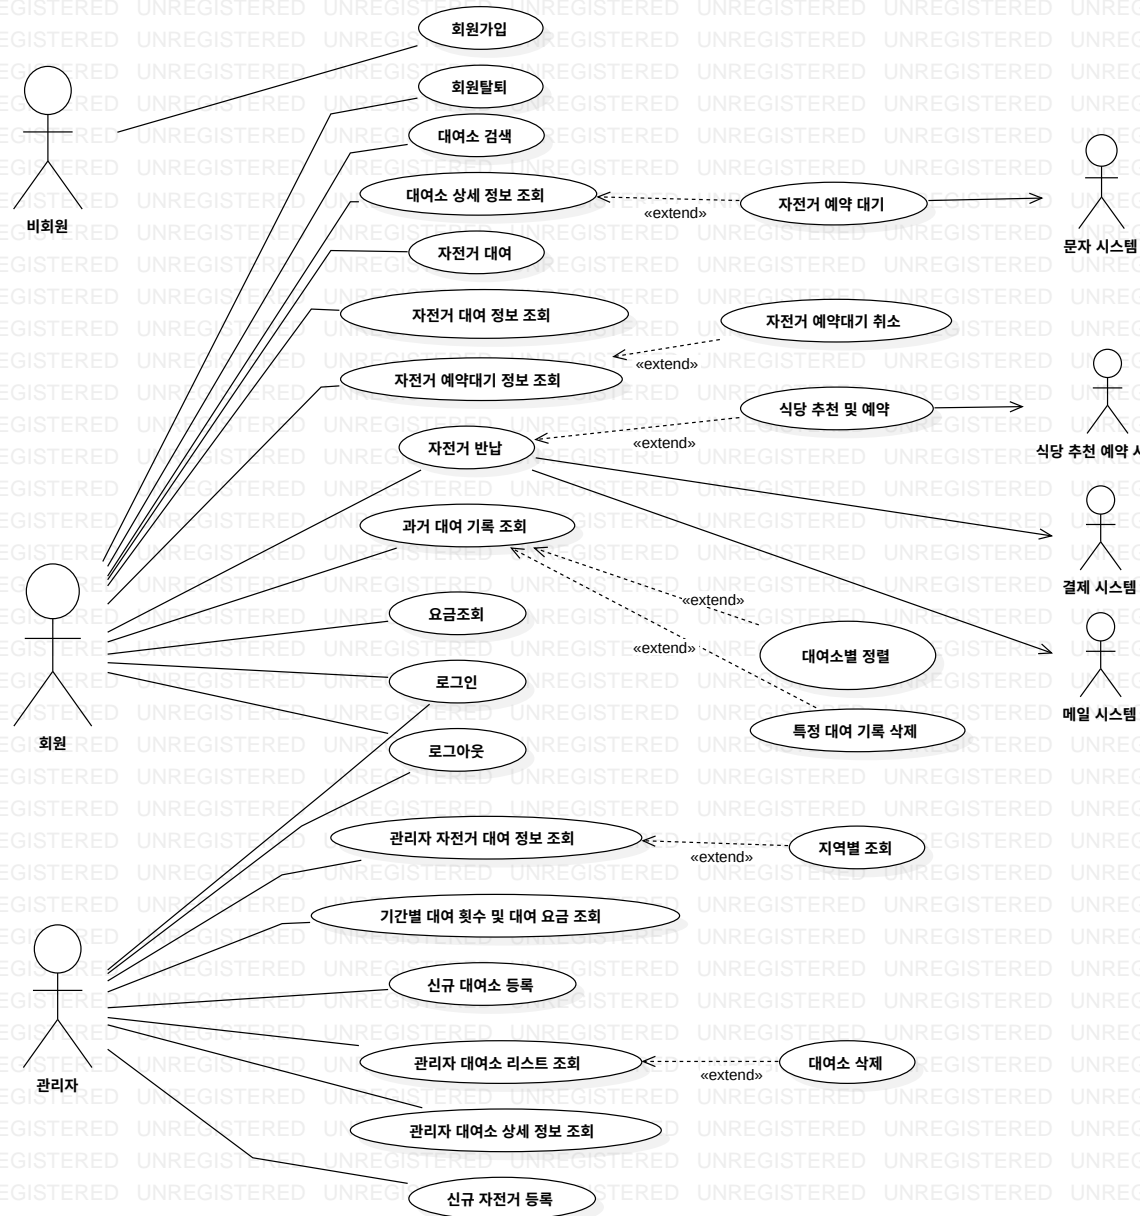 회원가입
회원탈퇴
대여소 검색
비회원
대여소 상세 정보 조회
«extend»
자전거 예약 대기
문자 시스템
자전거 대여
자전거 대여 정보 조회
자전거 예약대기 취소
«extend»
자전거 예약대기 정보 조회
식당 추천 및 예약
«extend»
자전거 반납
식당 추천 예약 시
과거 대여 기록 조회
결제 시스템
«extend»
요금조회
«extend»
대여소별 정렬
로그인
메일 시스템
특정 대여 기록 삭제
회원
로그아웃
관리자 자전거 대여 정보 조회
«extend»
지역별 조회
기간별 대여 횟수 및 대여 요금 조회
신규 대여소 등록
관리자 대여소 리스트 조회
«extend»
대여소 삭제
관리자
관리자 대여소 상세 정보 조회
신규 자전거 등록
UNREGISTERED